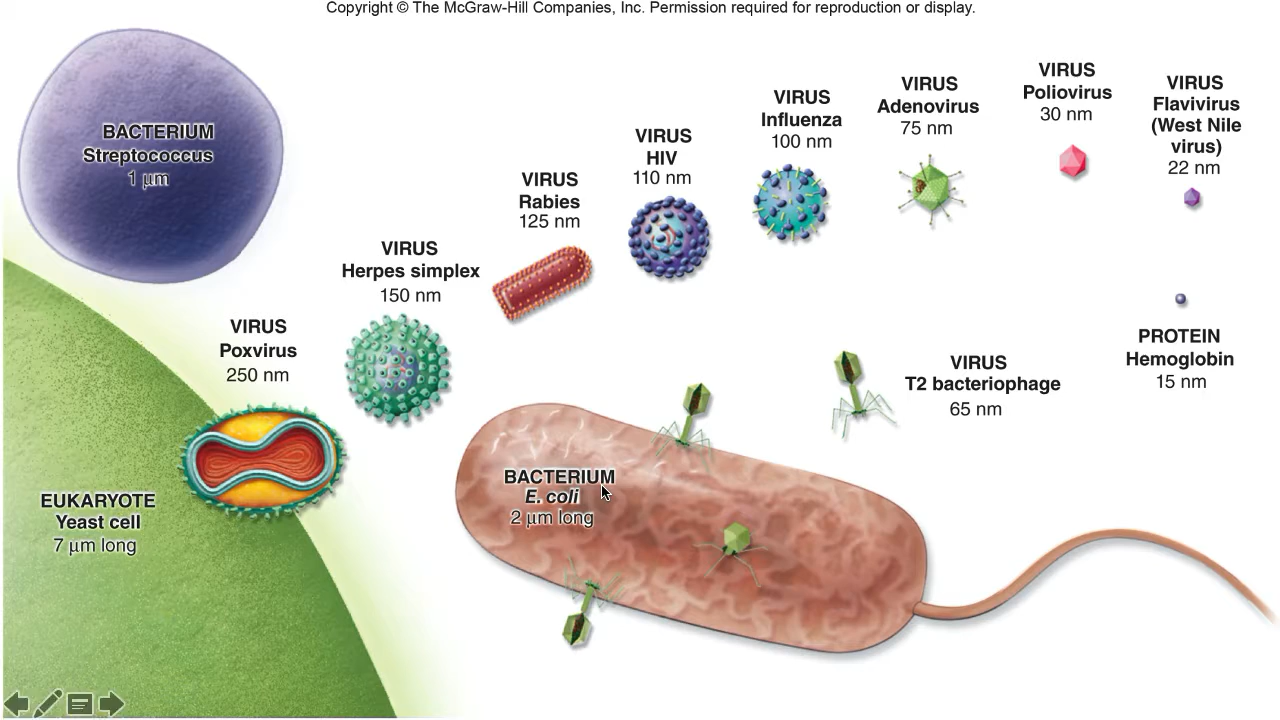 Copyright © The McGraw-Hill Companies, Inc. Permission required for reproduction or display.
BACTERIUM
Streptococcus
1 µm
EUKARYOTE
Yeast cell
7 µm long
VIRUS
Poxvirus
250 nm
VIRUS
Herpes simplex
150 nm
VIRUS
Rabies
125 nm
VIRUS
HIV
110 nm
VIRUS
Influenza
100 nm
VIRUS
Adenovirus
75 nm
VIRUS
Poliovirus
30 nm
VIRUS
Flavivirus
(West Nile
virus)
22 nm
BACTERIUM
E. coli
2 µm long
VIRUS
T2 bacteriophage
65 nm
PROTEIN
Hemoglobin
15 nm